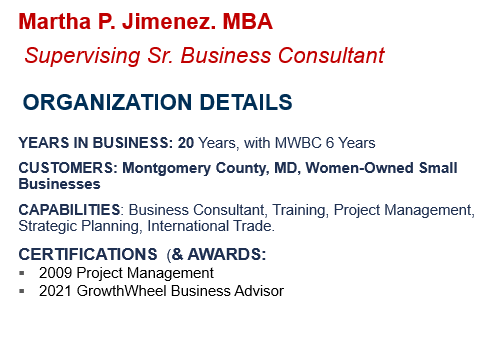 Martha P. Jimenez. MBA
Supervising Sr. Business Consultant
ORGANIZATION DETAILS
YEARS IN BUSINESS: 20 Years, with MWBC 6 Years
CUSTOMERS: Montgomery County, MD, Women-Owned Small
Businesses
CAPABILITIES: Business Consultant, Training, Project Management,
Strategic Planning, International Trade.
CERTIFICATIONS (& AWARDS:
▪ 2009 Project Management
▪ 2021 GrowthWheel Business Advisor